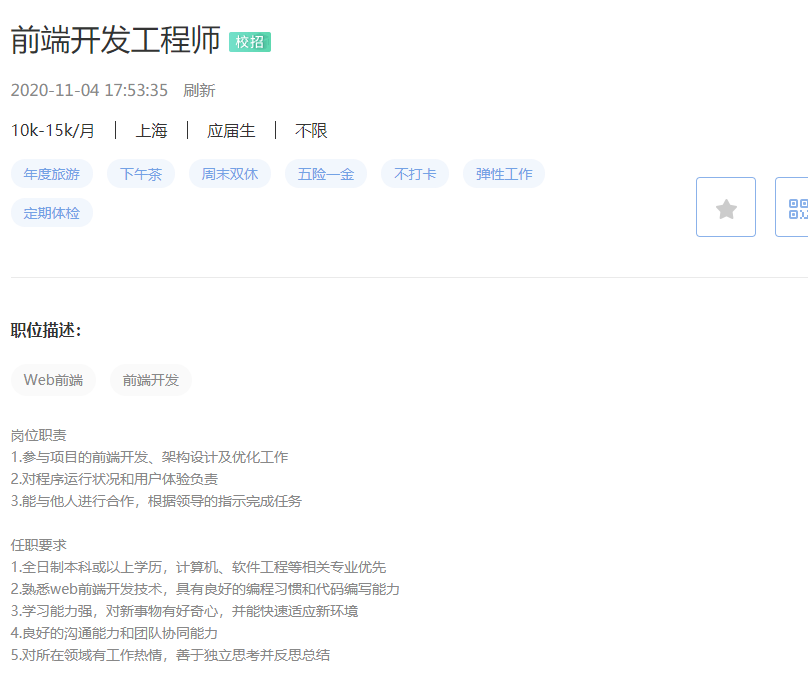 前端开发工程师 校招
2020-11-04 17:53:35 刷新
10k-15k/月 | 上海 | 应届生 | 不限
年度旅游 下午茶 周末双休 五险一金 不打卡 弹性工作
定期体检
职位描述：
Web前端 前端开发
岗位职责
1.参与项目的前端开发、架构设计及优化工作
2.对程序运行状况和用户体验负责
3.能与他人进行合作，根据领导的指示完成任务
任职要求
1.全日制本科或以上学历，计算机、软件工程等相关专业优先
2.熟悉web前端开发技术，具有良好的编程习惯和代码编写能力
3.学习能力强，对新事物有好奇心，并能快速适应新环境
4.良好的沟通能力和团队协同能力
5.对所在领域有工作热情，善于独立思考并反思总结